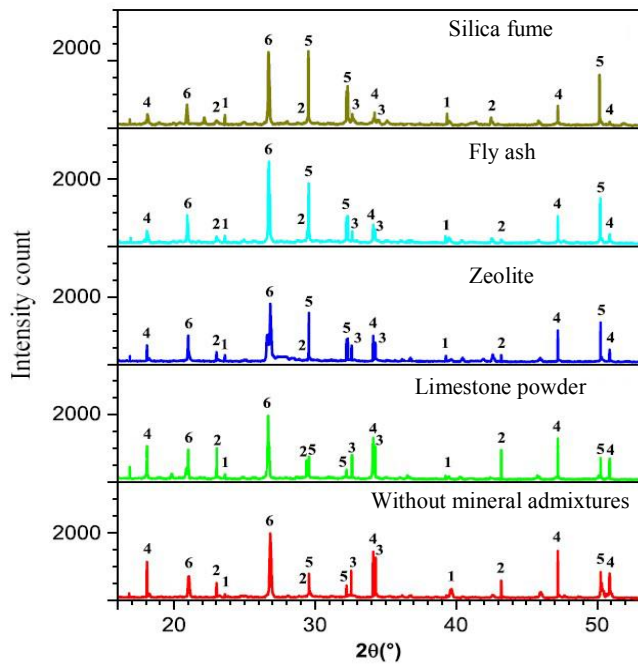 Silica fume
2000
4 6 2 1 6 2 5 5 3 4 3 1 2 4 5 4
Fly ash
2000
4 6 2 1 6 2 5 5 3 4 3 1 2 4 5 4
Zeolite
2000
4 6 2 1 6 2 5 5 3 4 3 1 2 4 5 4
Limestone powder
2000
4 6 2 1 6 2 5 5 3 4 3 1 2 4 5 4
Without mineral admixtures
2000
4 6 2 1 6 2 5 5 3 4 3 1 2 4 5 4
Intensity count
20 30 40 50
2θ(°)